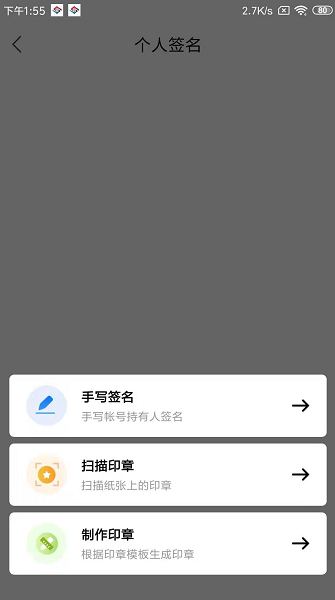 下午1:55
2.7K/s
80
个人签名
手写签名
手写帐号持有人签名
扫描印章
扫描纸张上的印章
制作印章
根据印章模板生成印章